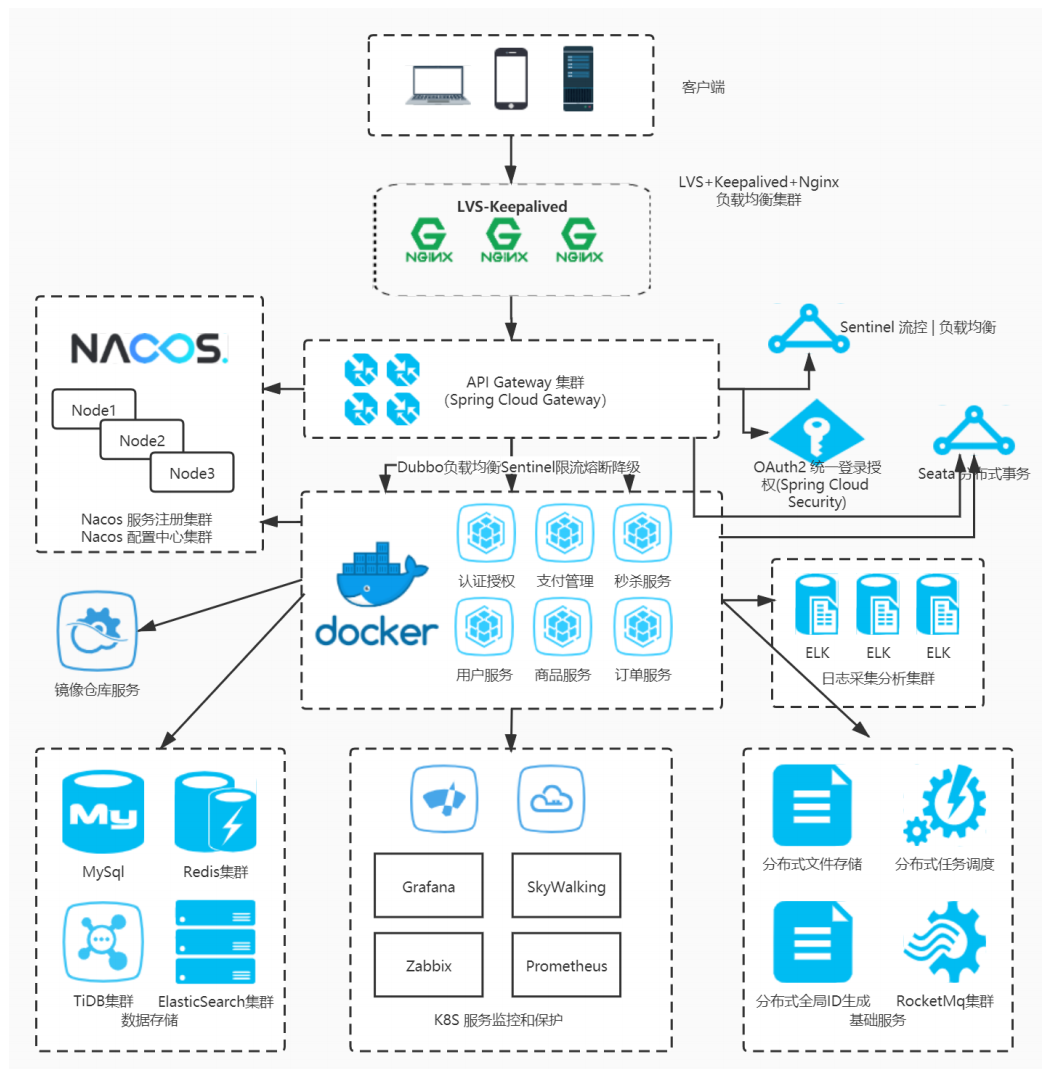 客户端
LVS+Keepalived+Nginx
负载均衡集群
LVS-Keepalived
NGINX NGINX NGINX
NACOS.
Node1
Node2
Node3
Nacos 服务注册集群
Nacos 配置中心集群
API Gateway 集群
(Spring Cloud Gateway)
Sentinel 流控 | 负载均衡
OAuth2 统一登录授
权(Spring Cloud
Security)
Seata 分布式事务
Dubbo负载均衡Sentinel限流熔断降级
docker
认证授权 支付管理 秒杀服务
用户服务 商品服务 订单服务
镜像仓库服务
ELK ELK ELK
日志采集分析集群
My
MySql Redis集群
TiDB集群 ElasticSearch集群
数据存储
Grafana SkyWalking
Zabbix Prometheus
K8S 服务监控和保护
分布式文件存储 分布式任务调度
分布式全局ID生成 RocketMq集群
基础服务